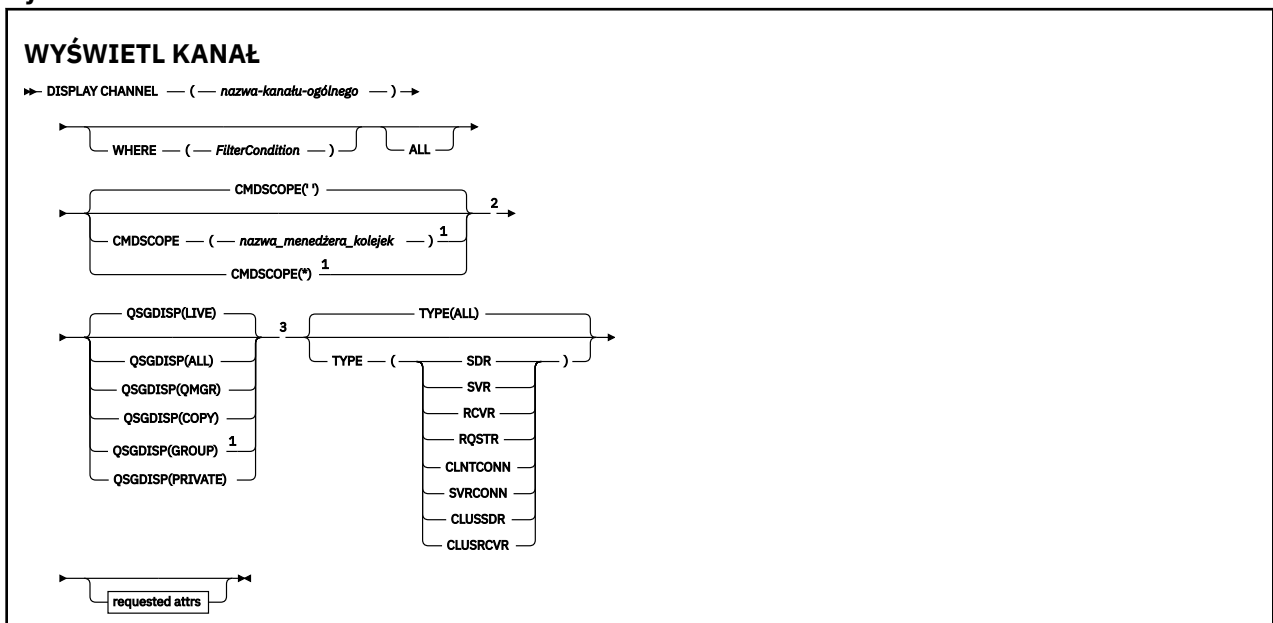 WYŚWIETL KANAŁ
DISPLAY CHANNEL ( nazwa-kanału-ogólnego )
WHERE ( FilterCondition ) ALL
CMDSCOPE(' ') 2
CMDSCOPE ( nazwa_menedżera_kolejek ) 1
CMDSCOPE(*) 1
QSGDISP(LIVE) 3 TYPE(ALL)
QSGDISP(ALL) TYPE ( SDR )
QSGDISP(QMGR) SVR
QSGDISP(COPY) RCVR
QSGDISP(GROUP) 1 RQSTR
QSGDISP(PRIVATE) CLNTCONN
SVRCONN
CLUSSDR
CLUSRCVR
requested attrs